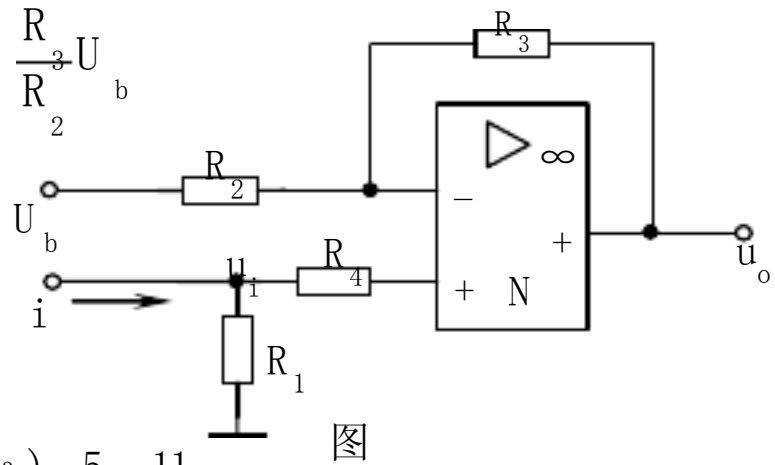 R3
R3
R2
Ub
R2
∞
−
Ub
ui
R4
+
uo
i
+ N
R1
图
a) 5 11